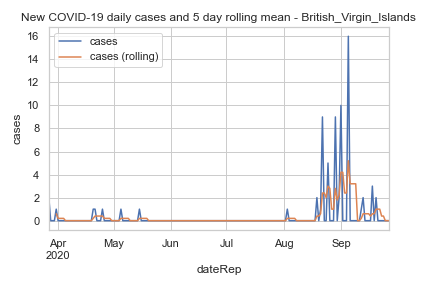 New COVID-19 daily cases and 5 day rolling mean - British_Virgin_Islands
cases
cases (rolling)
16
14
12
10
8
6
4
2
0
cases
Apr
2020
May
Jun
Jul
Aug
Sep
dateRep